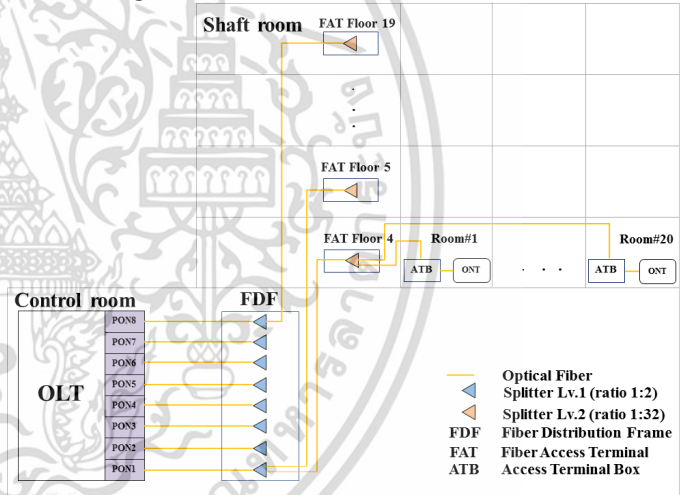 Shaft room
FAT Floor 19
FAT Floor 5
FAT Floor 4
Room#1
Room#20
ATB
ONT
. . .
ATB
ONT
Control room
FDF
OLT
PON8
PON7
PON6
PON5
PON4
PON3
PON2
PON1
Optical Fiber
Splitter Lv.1 (ratio 1:2)
Splitter Lv.2 (ratio 1:32)
FDF Fiber Distribution Frame
FAT Fiber Access Terminal
ATB Access Terminal Box